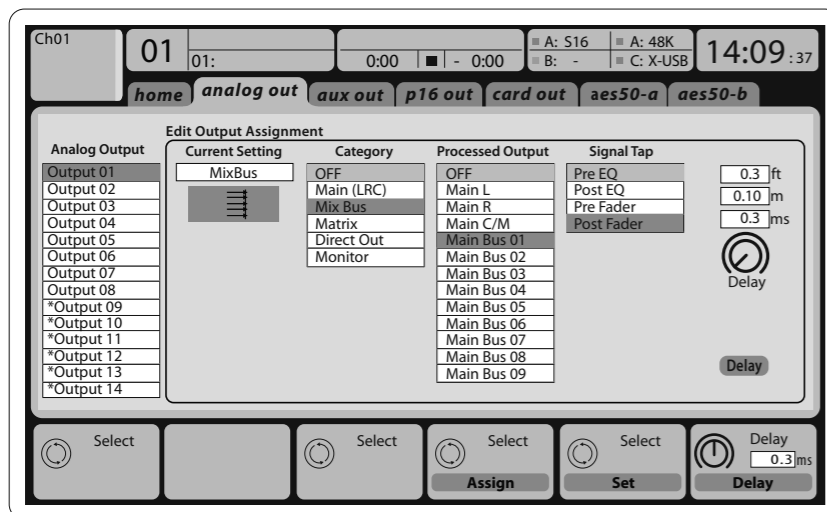 Ch01
01
01:
0:00
- 0:00
A: S16
A: 48K
B: -
C: X-USB
14:09:37
home
analog out
aux out
p16 out
card out
aes50-a
aes50-b
Edit Output Assignment
Analog Output
Output 01
Output 02
Output 03
Output 04
Output 05
Output 06
Output 07
Output 08
*Output 09
*Output 10
*Output 11
*Output 12
*Output 13
*Output 14
Current Setting
MixBus
Category
OFF
Main (LRC)
Mix Bus
Matrix
Direct Out
Monitor
Processed Output
OFF
Main L
Main R
Main C/M
Main Bus 01
Main Bus 02
Main Bus 03
Main Bus 04
Main Bus 05
Main Bus 06
Main Bus 07
Main Bus 08
Main Bus 09
Signal Tap
Pre EQ
Post EQ
Pre Fader
Post Fader
0.3 ft
0.10 m
0.3 ms
Delay
Delay
Select
Select
Select
Assign
Select
Set
Delay
0.3 ms
Delay